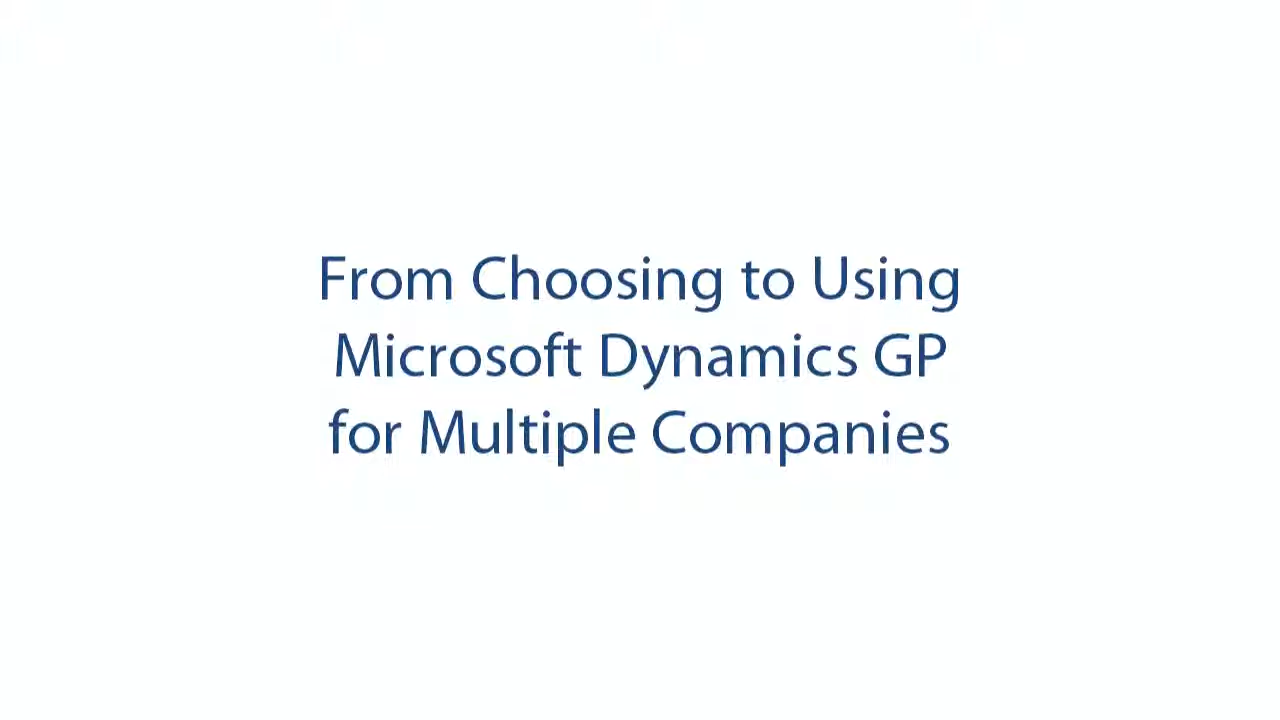 From Choosing to Using
Microsoft Dynamics GP
for Multiple Companies